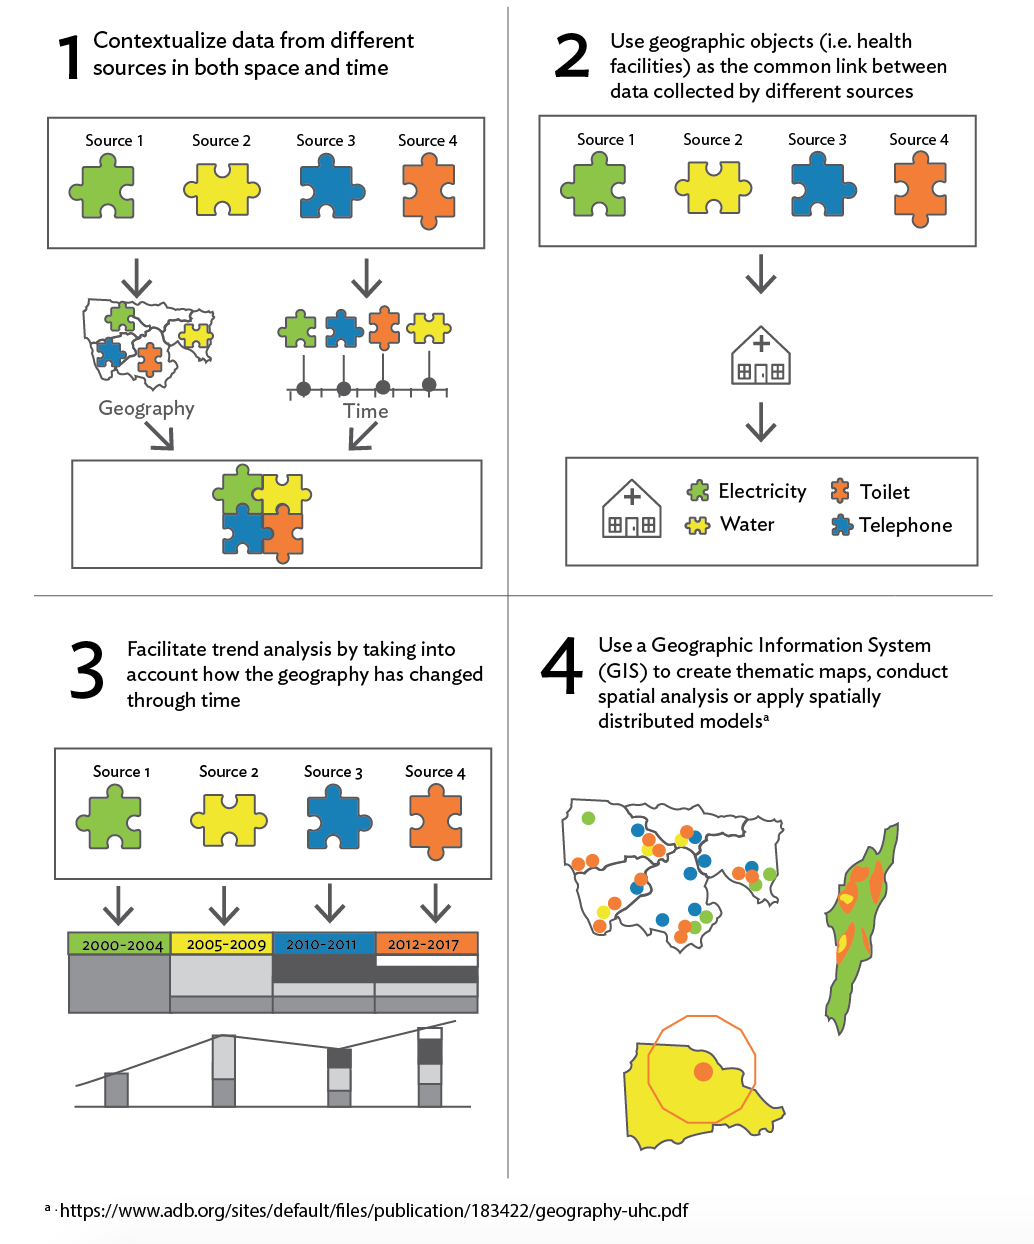 1 Contextualize data from different
sources in both space and time
Source 1 Source 2 Source 3 Source 4
Geography Time
2 Use geographic objects (i.e. health
facilities) as the common link between
data collected by different sources
Source 1 Source 2 Source 3 Source 4
Electricity Toilet
Water Telephone
3 Facilitate trend analysis by taking into
account how the geography has changed
through time
Source 1 Source 2 Source 3 Source 4
2000–2004 2005–2009 2010–2011 2012–2017
4 Use a Geographic Information System
(GIS) to create thematic maps, conduct
spatial analysis or apply spatially
distributed modelsª
ª · https://www.adb.org/sites/default/files/publication/183422/geography-uhc.pdf